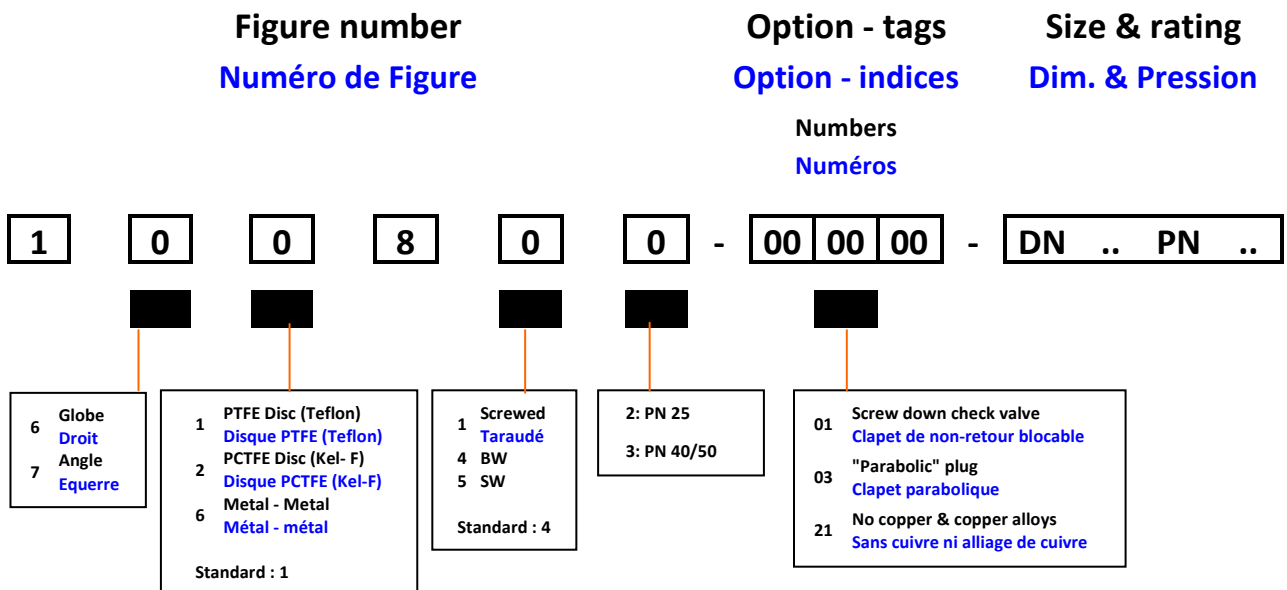 Figure number
Numéro de Figure
Option - tags
Option - indices
Size & rating
Dim. & Pression
Numbers
Numéros
1 0 0 8 0 0 - 00 00 00 - DN .. PN ..
6 Globe
Droit
7 Angle
Equerre
1 PTFE Disc (Teflon)
Disque PTFE (Teflon)
2 PCTFE Disc (Kel- F)
Disque PCTFE (Kel-F)
6 Metal - Metal
Métal - métal
Standard : 1
1 Screwed
Taraudé
4 BW
5 SW
Standard : 4
2: PN 25
3: PN 40/50
01 Screw down check valve
Clapet de non-retour blocable
03 "Parabolic" plug
Clapet parabolique
21 No copper & copper alloys
Sans cuivre ni alliage de cuivre